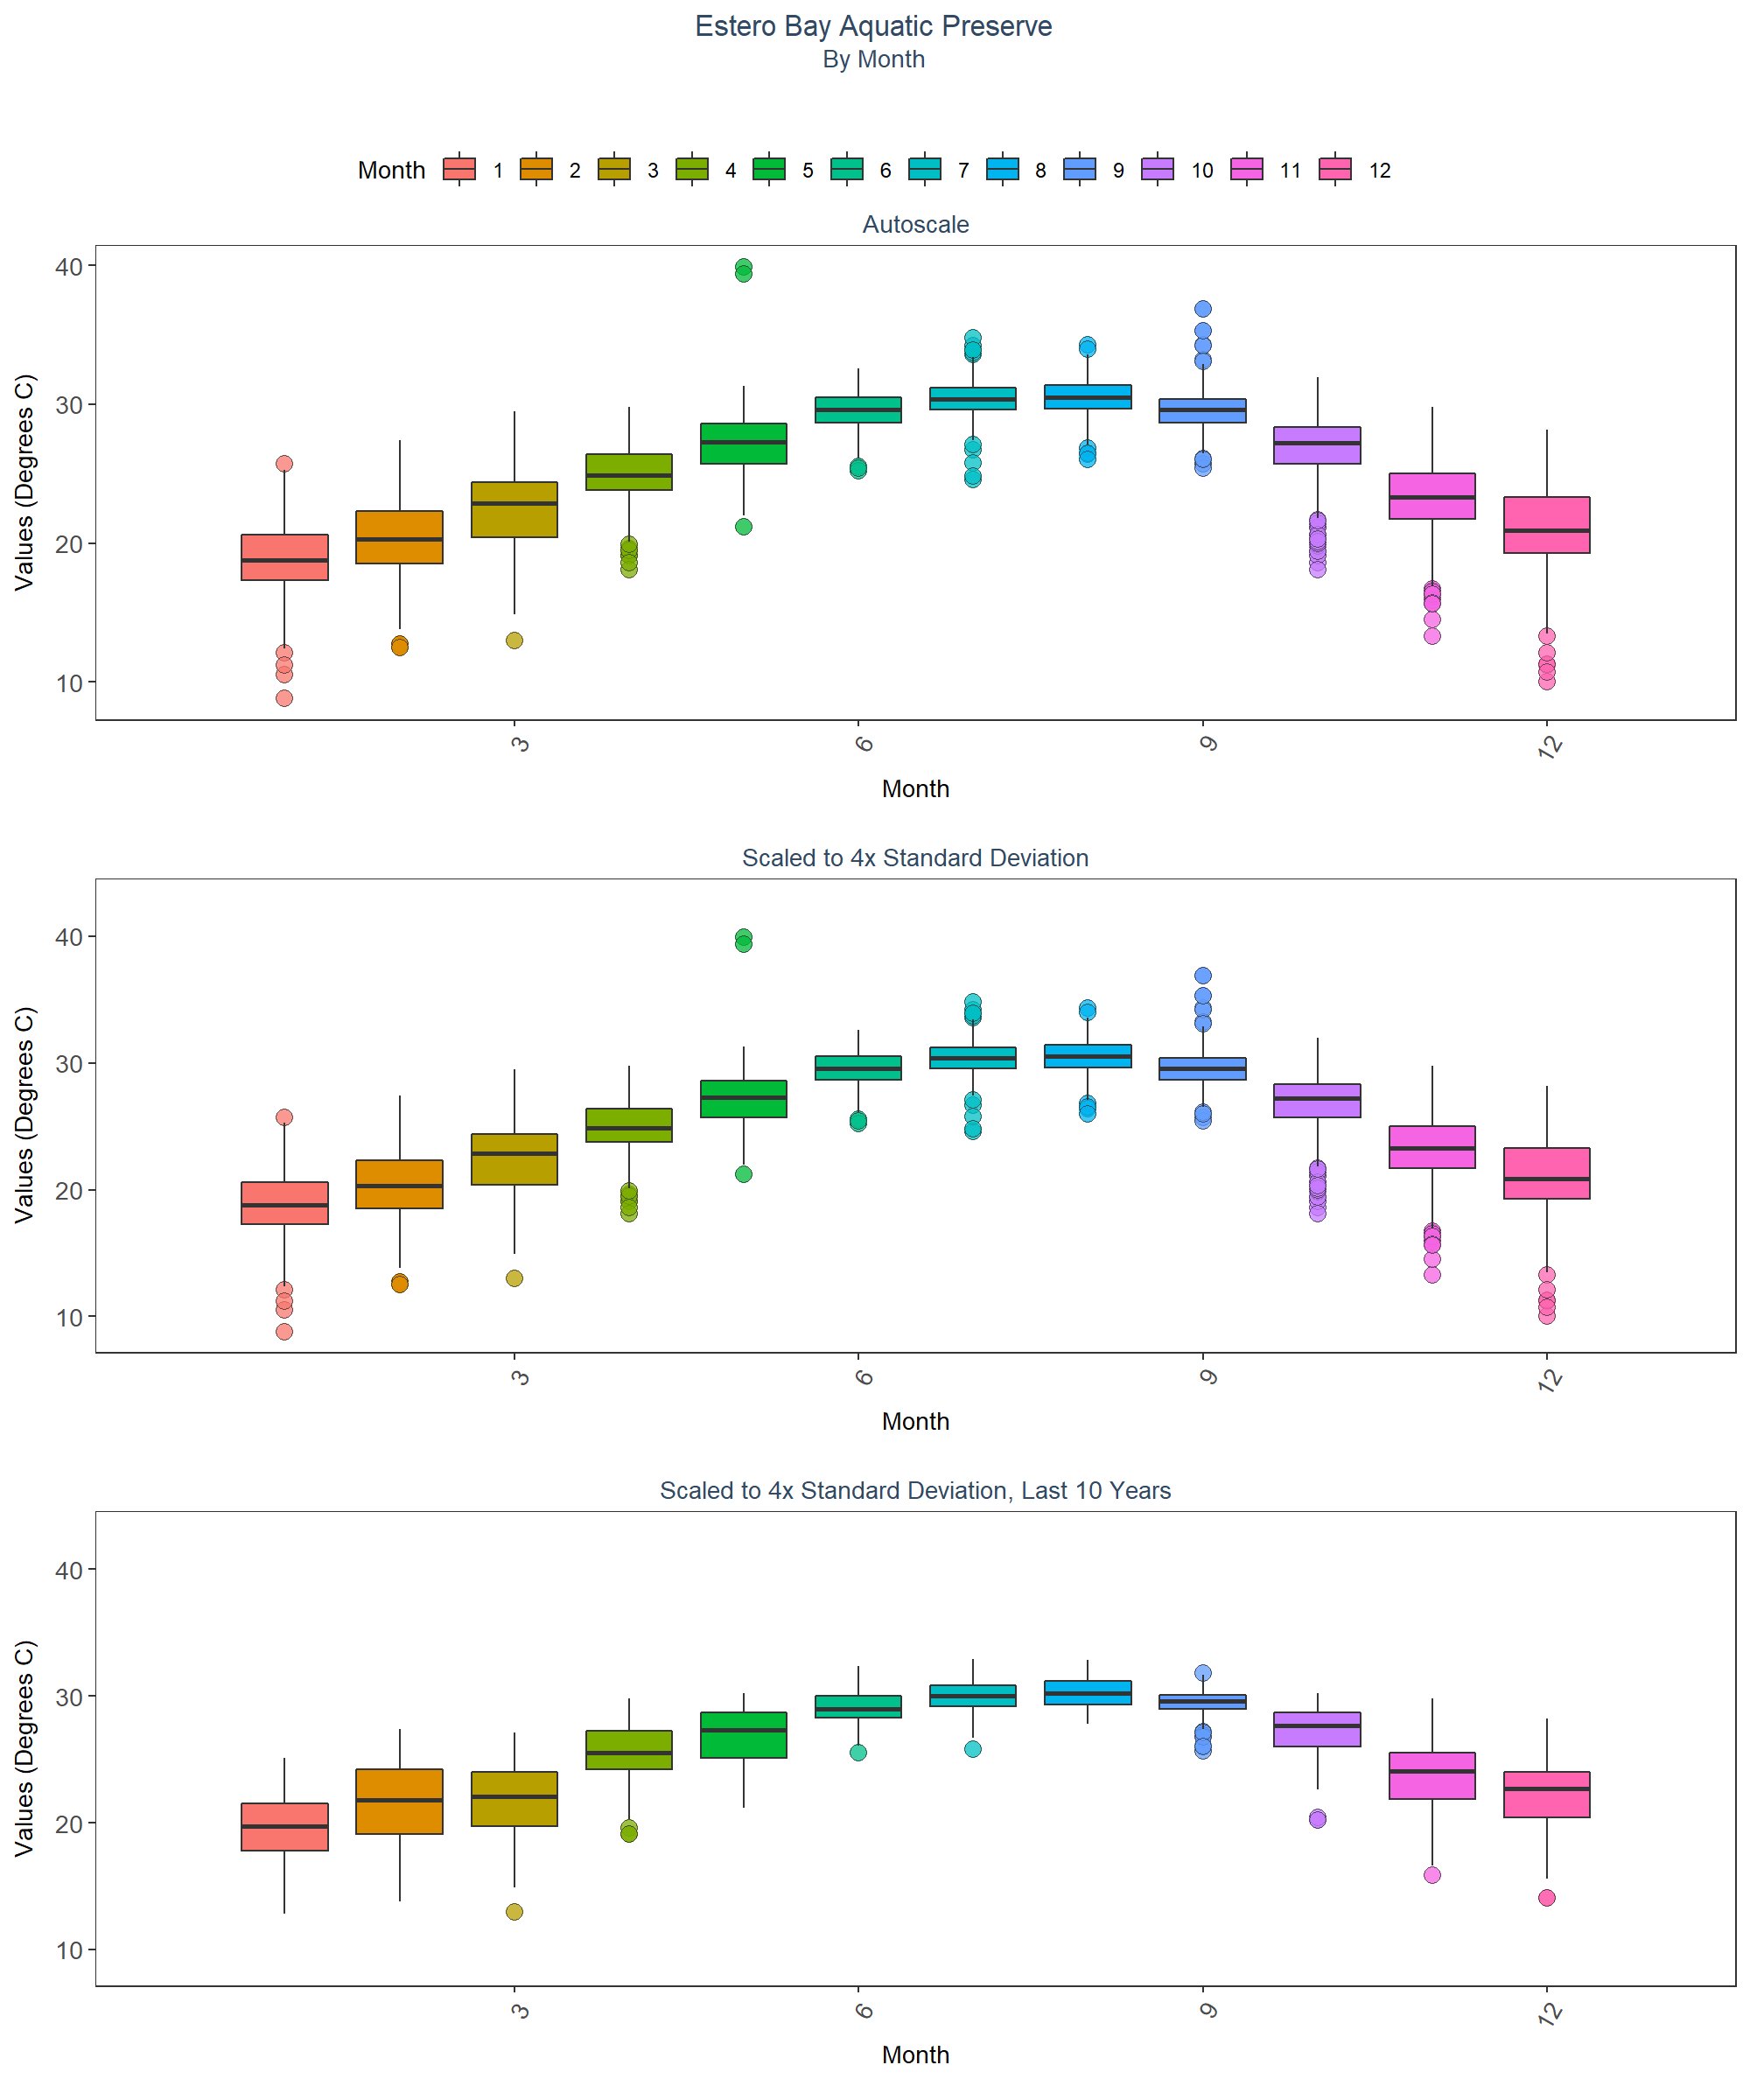 Estero Bay Aquatic Preserve
By Month
Month 1 2 3 4 5 6 7 8 9 10 11 12
Autoscale
Values (Degrees C)
40
30
20
10
3 6 9 12
Month
Scaled to 4x Standard Deviation
Values (Degrees C)
40
30
20
10
3 6 9 12
Month
Scaled to 4x Standard Deviation, Last 10 Years
Values (Degrees C)
40
30
20
10
3 6 9 12
Month